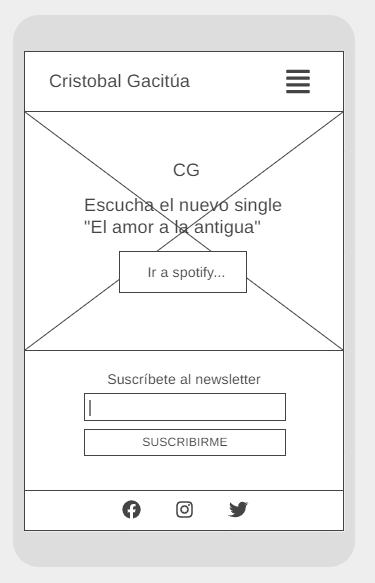 Cristobal Gacitúa
CG
Escucha el nuevo single
"El amor a la antigua"
Ir a spotify...
Suscríbete al newsletter
SUSCRIBIRME